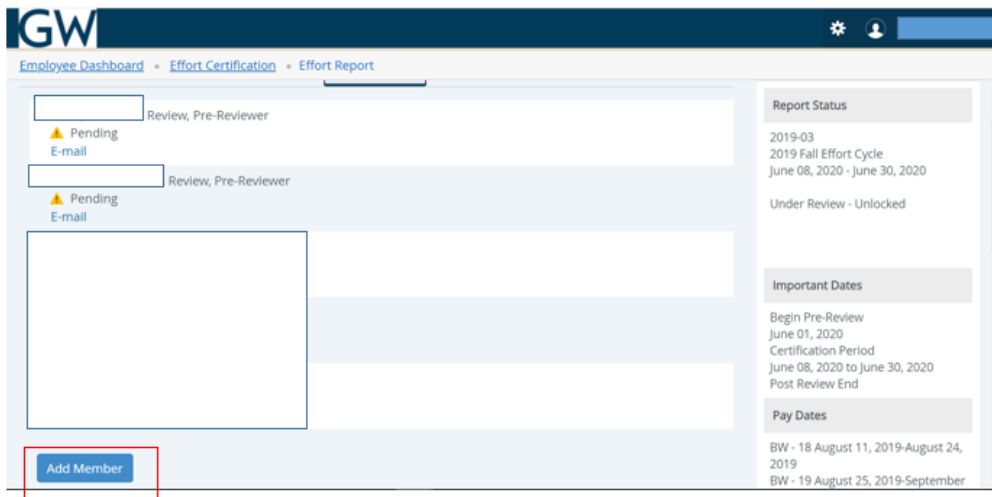 GW
Employee Dashboard • Effort Certification • Effort Report
Review, Pre-Reviewer
Pending
E-mail
Review, Pre-Reviewer
Pending
E-mail
Add Member
Report Status
2019-03
2019 Fall Effort Cycle
June 08, 2020 - June 30, 2020
Under Review - Unlocked
Important Dates
Begin Pre-Review
June 01, 2020
Certification Period
June 08, 2020 to June 30, 2020
Post Review End
Pay Dates
BW - 18 August 11, 2019-August 24,
2019
BW - 19 August 25, 2019-September